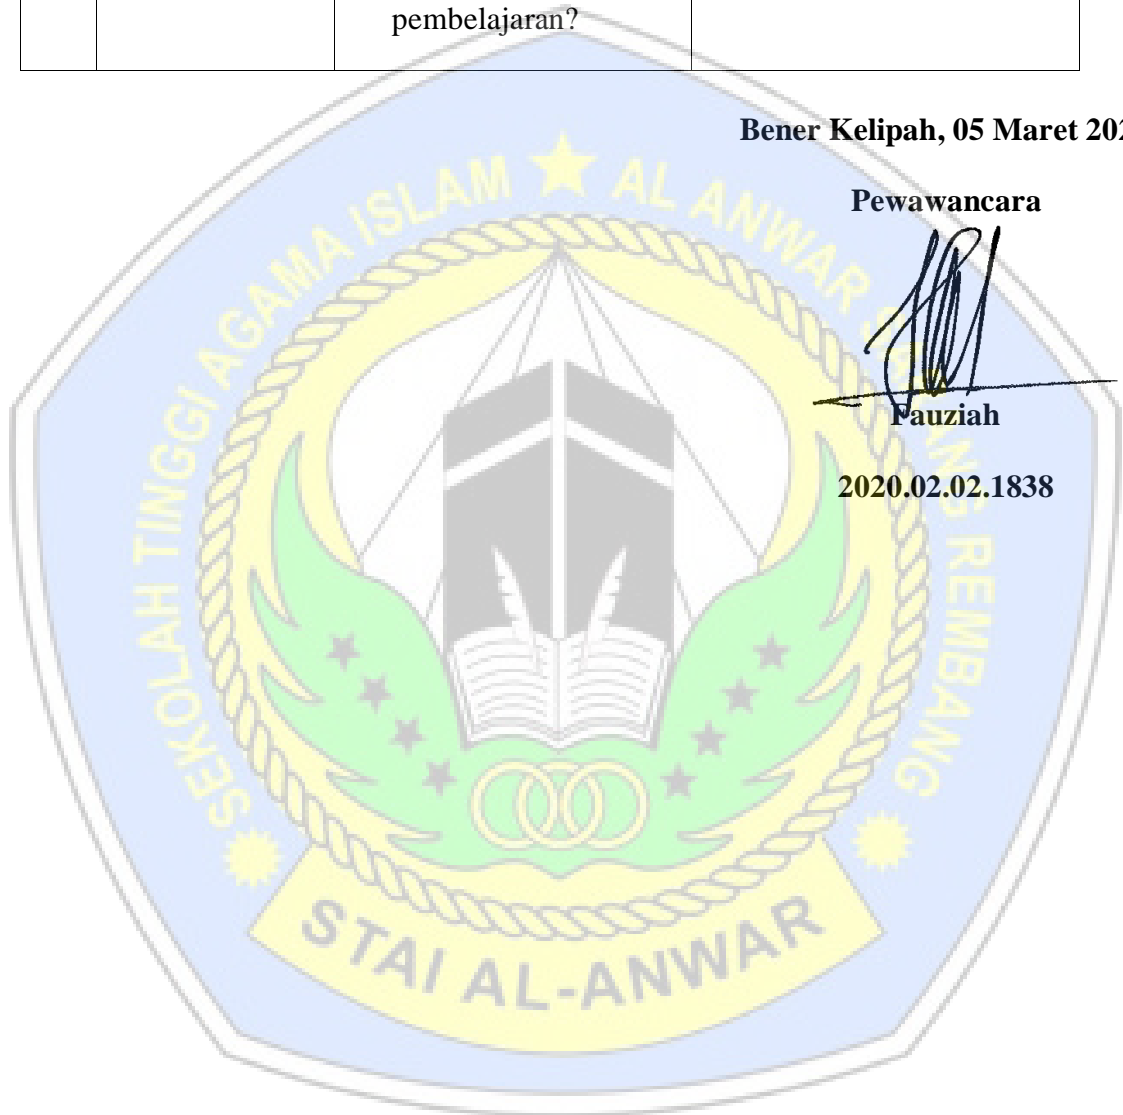 pembelajaran?
Bener Kelipah, 05 Maret 202
Pewawancara
Fauziah
2020.02.02.1838
SEKOLAH TINGGI AGAMA ISLAM ★ AL ANWAR SARANG REMBANG
STAI AL-ANWAR